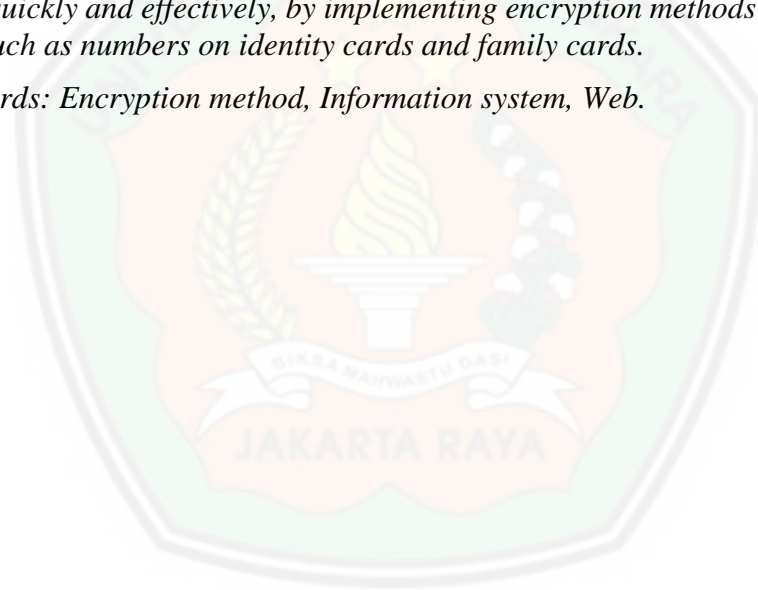 quickly and effectively, by implementing encryption methods
such as numbers on identity cards and family cards.
rds: Encryption method, Information system, Web.
BIKSA MAHWASTU DASI
JAKARTA RAYA